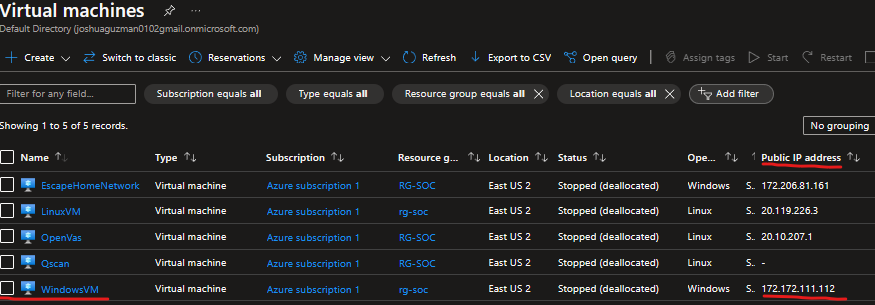 Virtual machines
Default Directory (joshuaguzman0102gmail.onmicrosoft.com)
Create Switch to classic Reservations Manage view Refresh Export to CSV Open query Assign tags Start Restart
Filter for any field... Subscription equals all Type equals all Resource group equals all Location equals all Add filter
Showing 1 to 5 of 5 records.
No grouping
Name Type Subscription Resource g... Location Status Ope... Public IP address
EscapeHomeNetwork Virtual machine Azure subscription 1 RG-SOC East US 2 Stopped (deallocated) Windows S.. 172.206.81.161
LinuxVM Virtual machine Azure subscription 1 rg-soc East US 2 Stopped (deallocated) Linux S.. 20.119.226.3
OpenVas Virtual machine Azure subscription 1 RG-SOC East US 2 Stopped (deallocated) Linux S.. 20.10.207.1
Qscan Virtual machine Azure subscription 1 RG-SOC East US 2 Stopped (deallocated) Linux S.. -
WindowsVM Virtual machine Azure subscription 1 rg-soc East US 2 Stopped (deallocated) Windows S.. 172.172.111.112